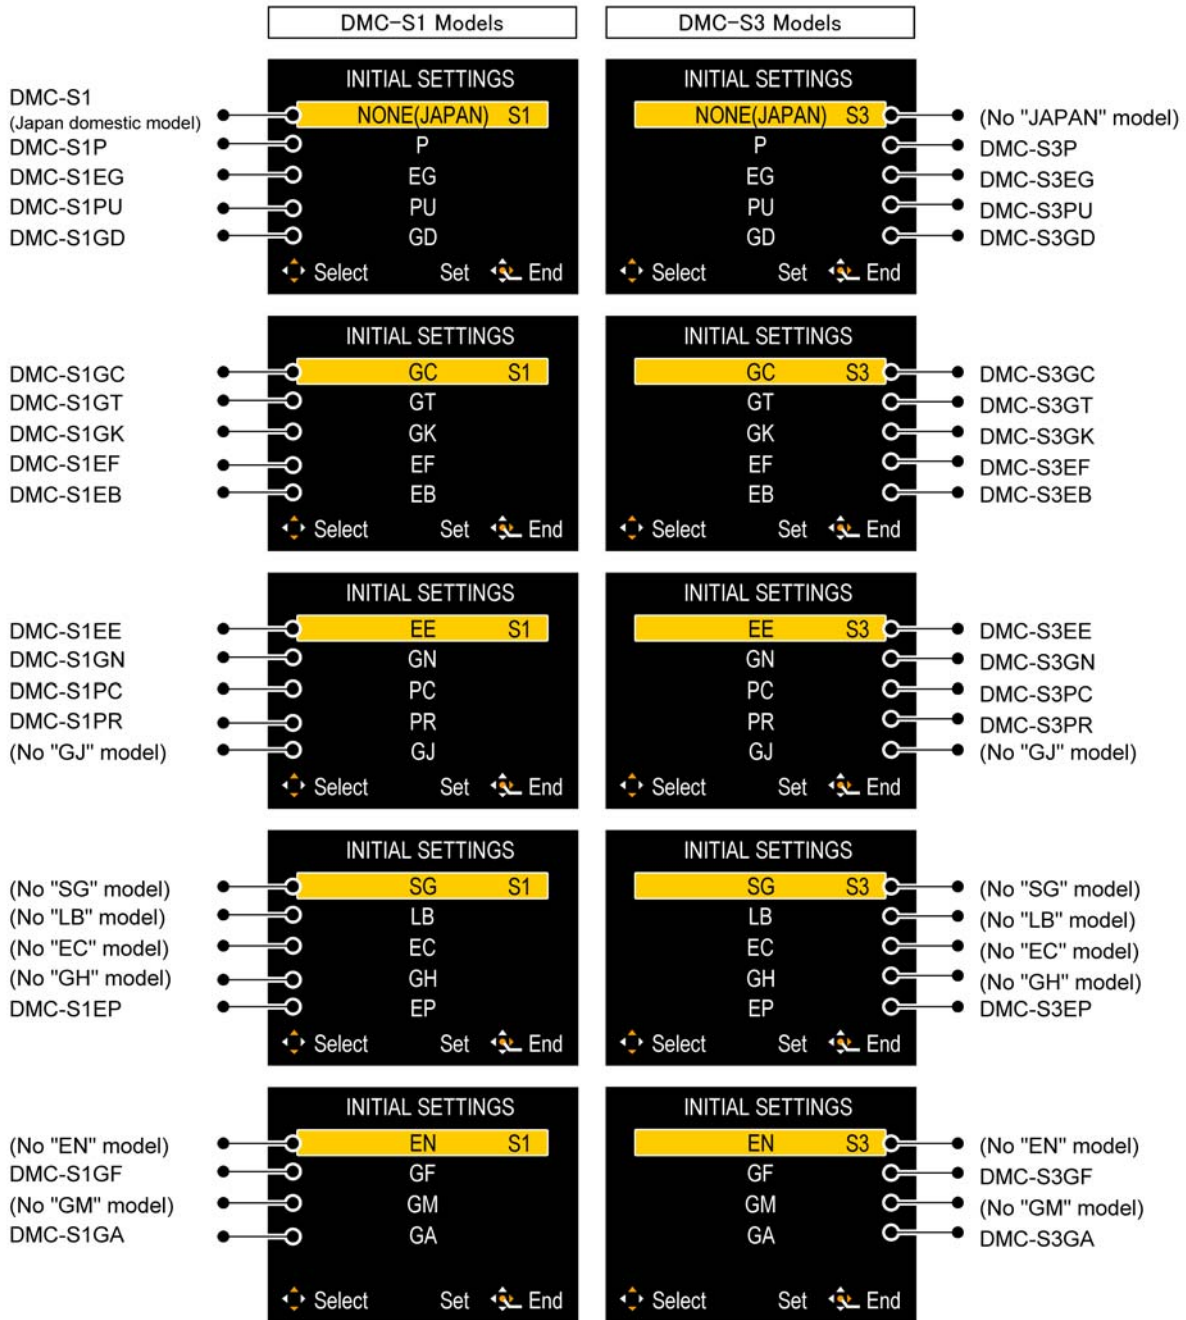 DMC-S1 Models
DMC-S3 Models
DMC-S1
(Japan domestic model)
DMC-S1P
DMC-S1EG
DMC-S1PU
DMC-S1GD
INITIAL SETTINGS
NONE(JAPAN) S1
P
EG
PU
GD
Select Set End
INITIAL SETTINGS
NONE(JAPAN) S3
P
EG
PU
GD
Select Set End
(No "JAPAN" model)
DMC-S3P
DMC-S3EG
DMC-S3PU
DMC-S3GD
DMC-S1GC
DMC-S1GT
DMC-S1GK
DMC-S1EF
DMC-S1EB
INITIAL SETTINGS
GC S1
GT
GK
EF
EB
Select Set End
INITIAL SETTINGS
GC S3
GT
GK
EF
EB
Select Set End
DMC-S3GC
DMC-S3GT
DMC-S3GK
DMC-S3EF
DMC-S3EB
DMC-S1EE
DMC-S1GN
DMC-S1PC
DMC-S1PR
(No "GJ" model)
INITIAL SETTINGS
EE S1
GN
PC
PR
GJ
Select Set End
INITIAL SETTINGS
EE S3
GN
PC
PR
GJ
Select Set End
DMC-S3EE
DMC-S3GN
DMC-S3PC
DMC-S3PR
(No "GJ" model)
(No "SG" model)
(No "LB" model)
(No "EC" model)
(No "GH" model)
DMC-S1EP
INITIAL SETTINGS
SG S1
LB
EC
GH
EP
Select Set End
INITIAL SETTINGS
SG S3
LB
EC
GH
EP
Select Set End
(No "SG" model)
(No "LB" model)
(No "EC" model)
(No "GH" model)
DMC-S3EP
(No "EN" model)
DMC-S1GF
(No "GM" model)
DMC-S1GA
INITIAL SETTINGS
EN S1
GF
GM
GA
Select Set End
INITIAL SETTINGS
EN S3
GF
GM
GA
Select Set End
(No "EN" model)
DMC-S3GF
(No "GM" model)
DMC-S3GA